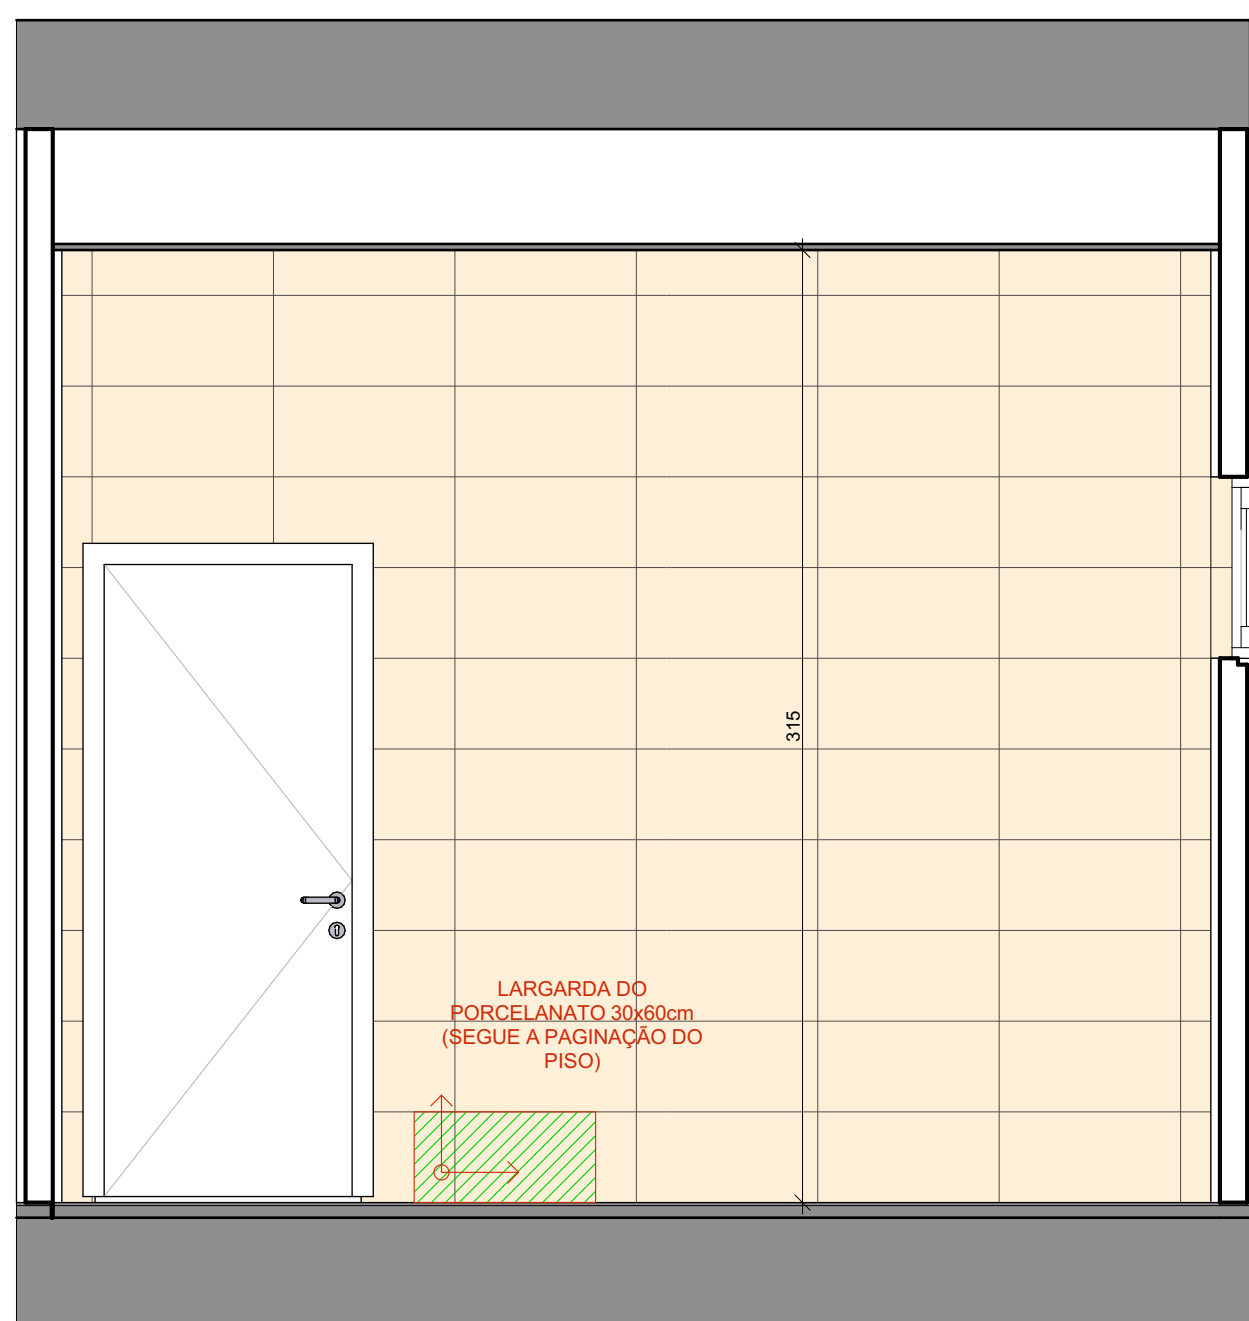 315
LARGARDA DO
PORCELANATO 30x60cm
(SEGUE A PAGINAÇÃO DO
PISO)